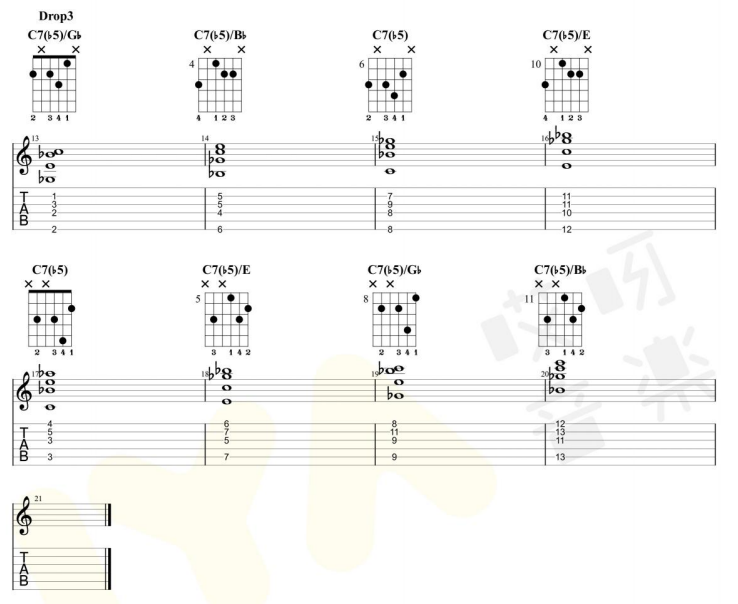 Drop3
C7(♭5)/G♭ C7(♭5)/B♭ C7(♭5) C7(♭5)/E
× × × × × × × ×
4 6 10
2 3 4 1 4 1 2 3 2 3 4 1 4 1 2 3
13 14 15 16
T A B
1 5 7 11
3 5 9 11
2 4 8 10
2 6 8 12
C7(♭5) C7(♭5)/E C7(♭5)/G♭ C7(♭5)/B♭
× × × × × × × ×
5 8 11
2 3 4 1 3 1 4 2 2 3 4 1 3 1 4 2
17 18 19 20
T A B
4 6 8 12
5 7 11 13
3 5 9 11
3 7 9 13
21
T A B
哎呀音楽